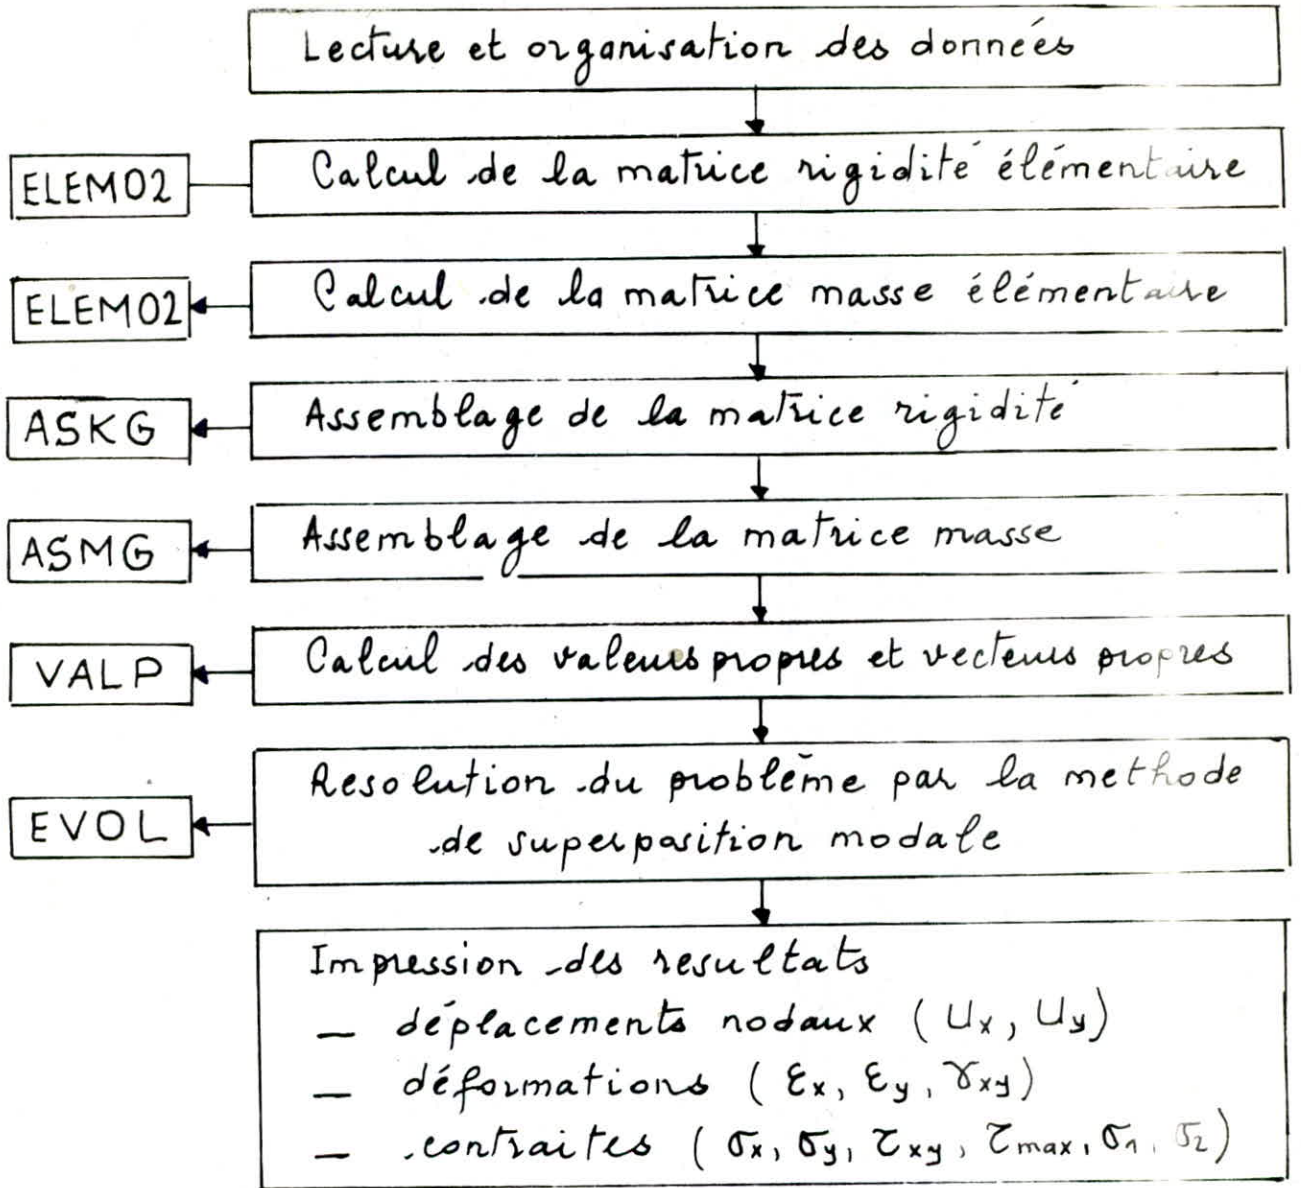 Lecture et organisation des données
ELEM02
Calcul de la matrice rigidité élémentaire
ELEM02
Calcul de la matrice masse élémentaire
ASKG
Assemblage de la matrice rigidité
ASMG
Assemblage de la matrice masse
VALP
Calcul des valeurs propres et vecteurs propres
EVOL
Resolution du problème par la methode
de superposition modale
Impression des resultats
— déplacements nodaux (Ux, Uy)
— déformations (εx, εy, γxy)
— contraites (σx, σy, τxy, τmax, σ1, σ2)